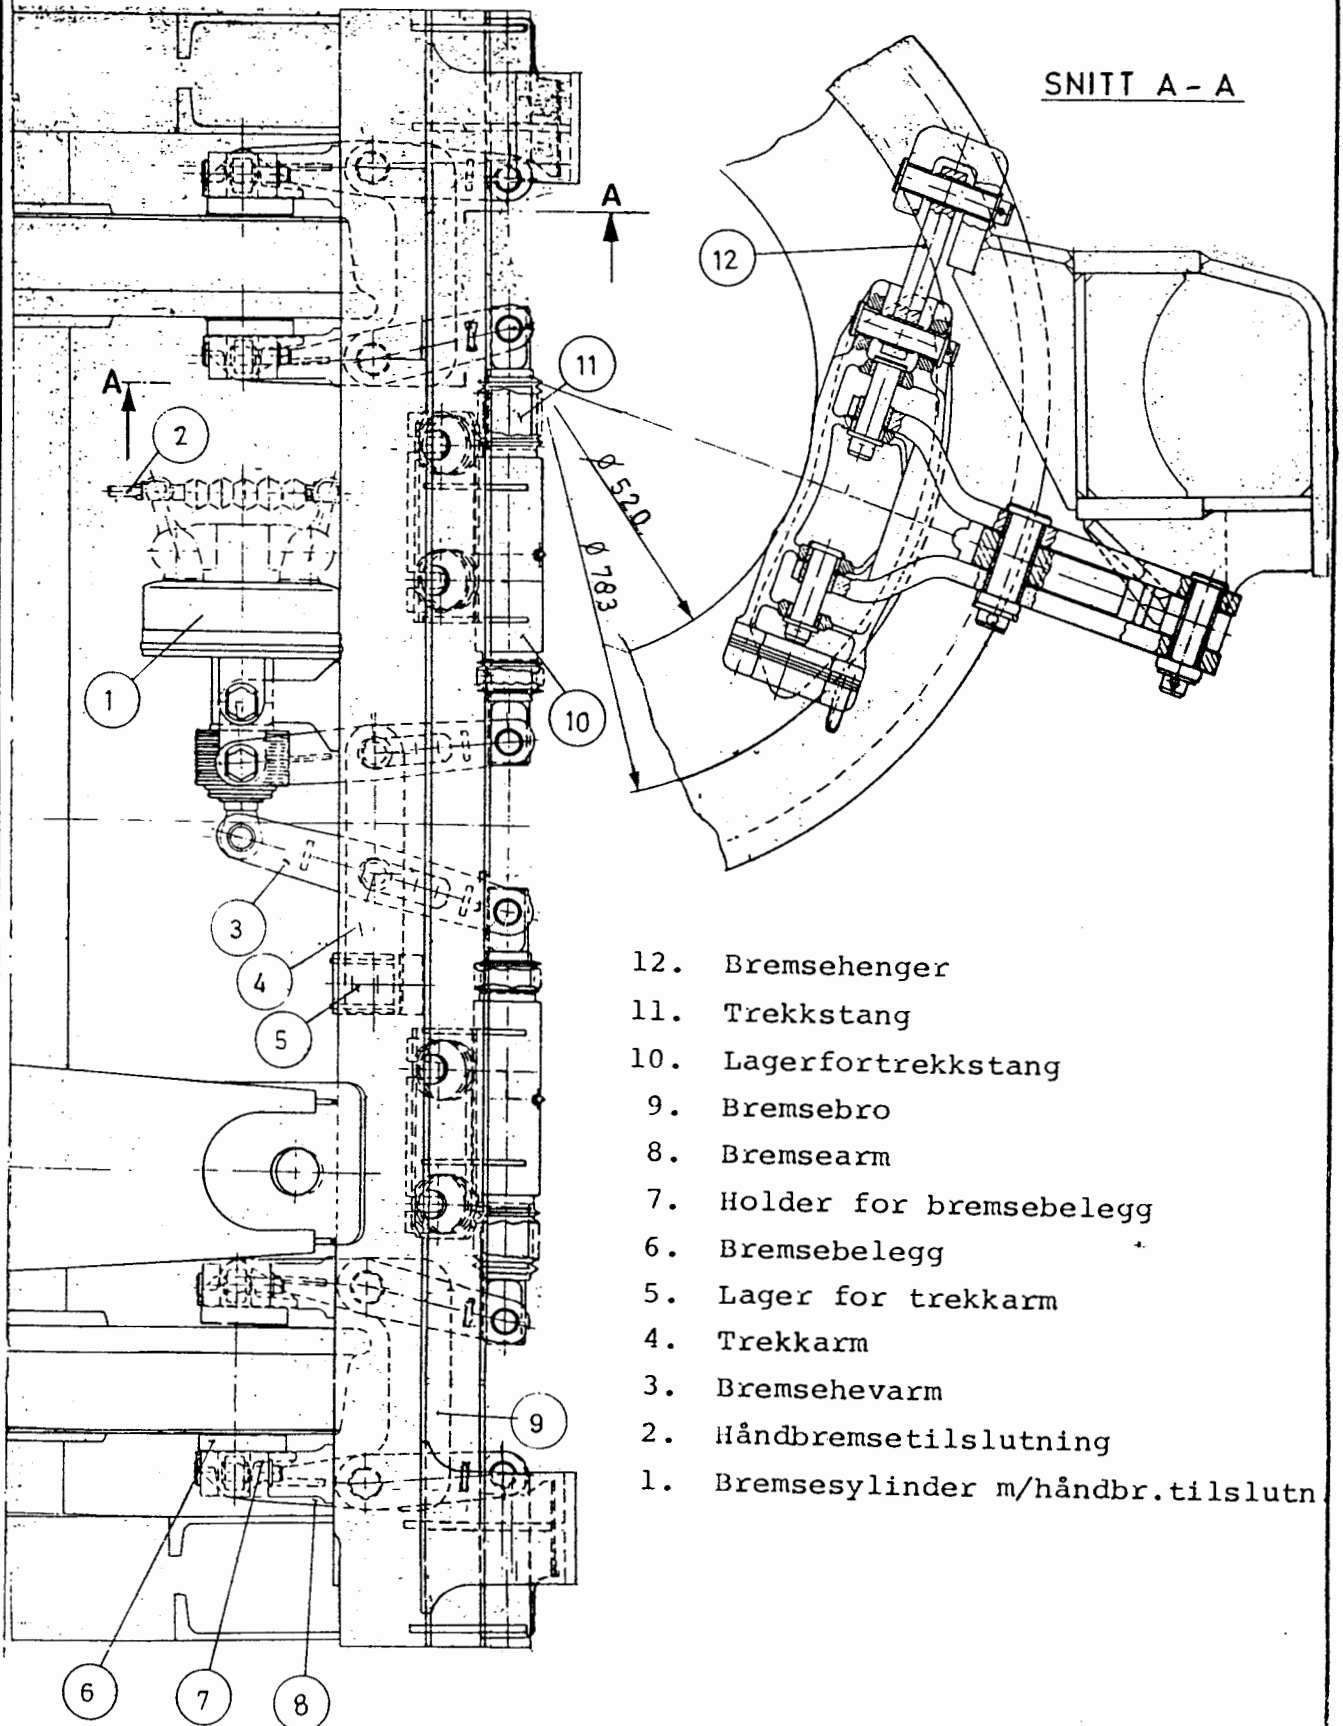 SNITT A - A
A
12
A
11
2
Ø 520
Ø 783
1
10
3
4
5
12. Bremsehenger
11. Trekkstang
10. Lagerfortrekkstang
9. Bremsebro
8. Bremsearm
7. Holder for bremsebelegg
6. Bremsebelegg
5. Lager for trekkarm
4. Trekkarm
3. Bremsehevarm
2. Håndbremsetilslutning
1. Bremsesylinder m/håndbr.tilslutn.
9
6
7
8